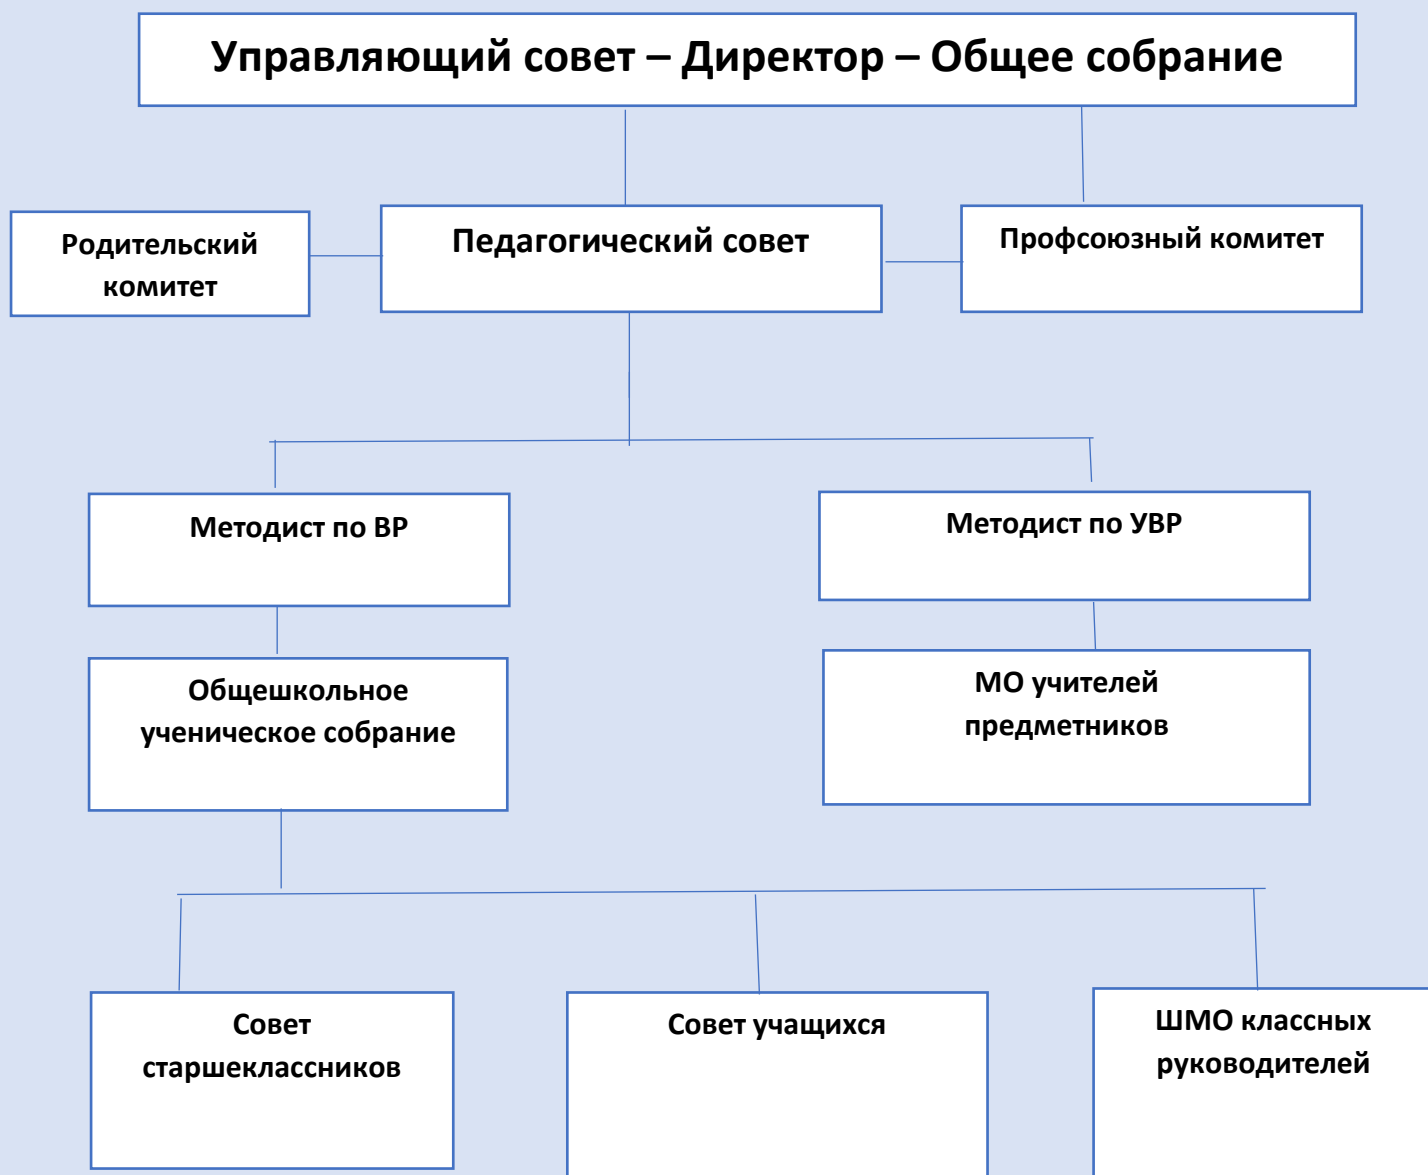 Управляющий совет – Директор – Общее собрание
Родительский
комитет
Педагогический совет
Профсоюзный комитет
Методист по ВР
Методист по УВР
Общешкольное
ученическое собрание
МО учителей
предметников
Совет
старшеклассников
Совет учащихся
ШМО классных
руководителей